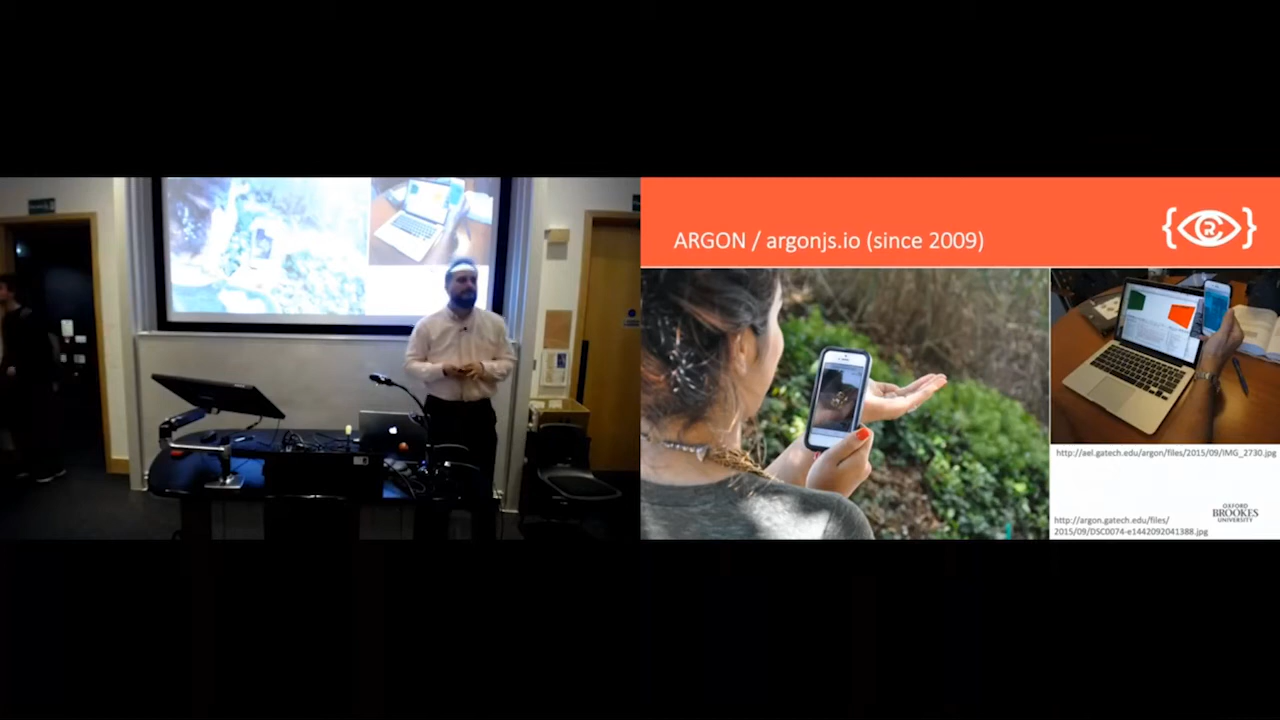 ARGON / argonjs.io (since 2009)
http://ael.gatech.edu/argon/files/2015/09/IMG_2730.jpg
http://argon.gatech.edu/files/
2015/09/DSC0074-e1442092041388.jpg
OXFORD
BROOKES
UNIVERSITY